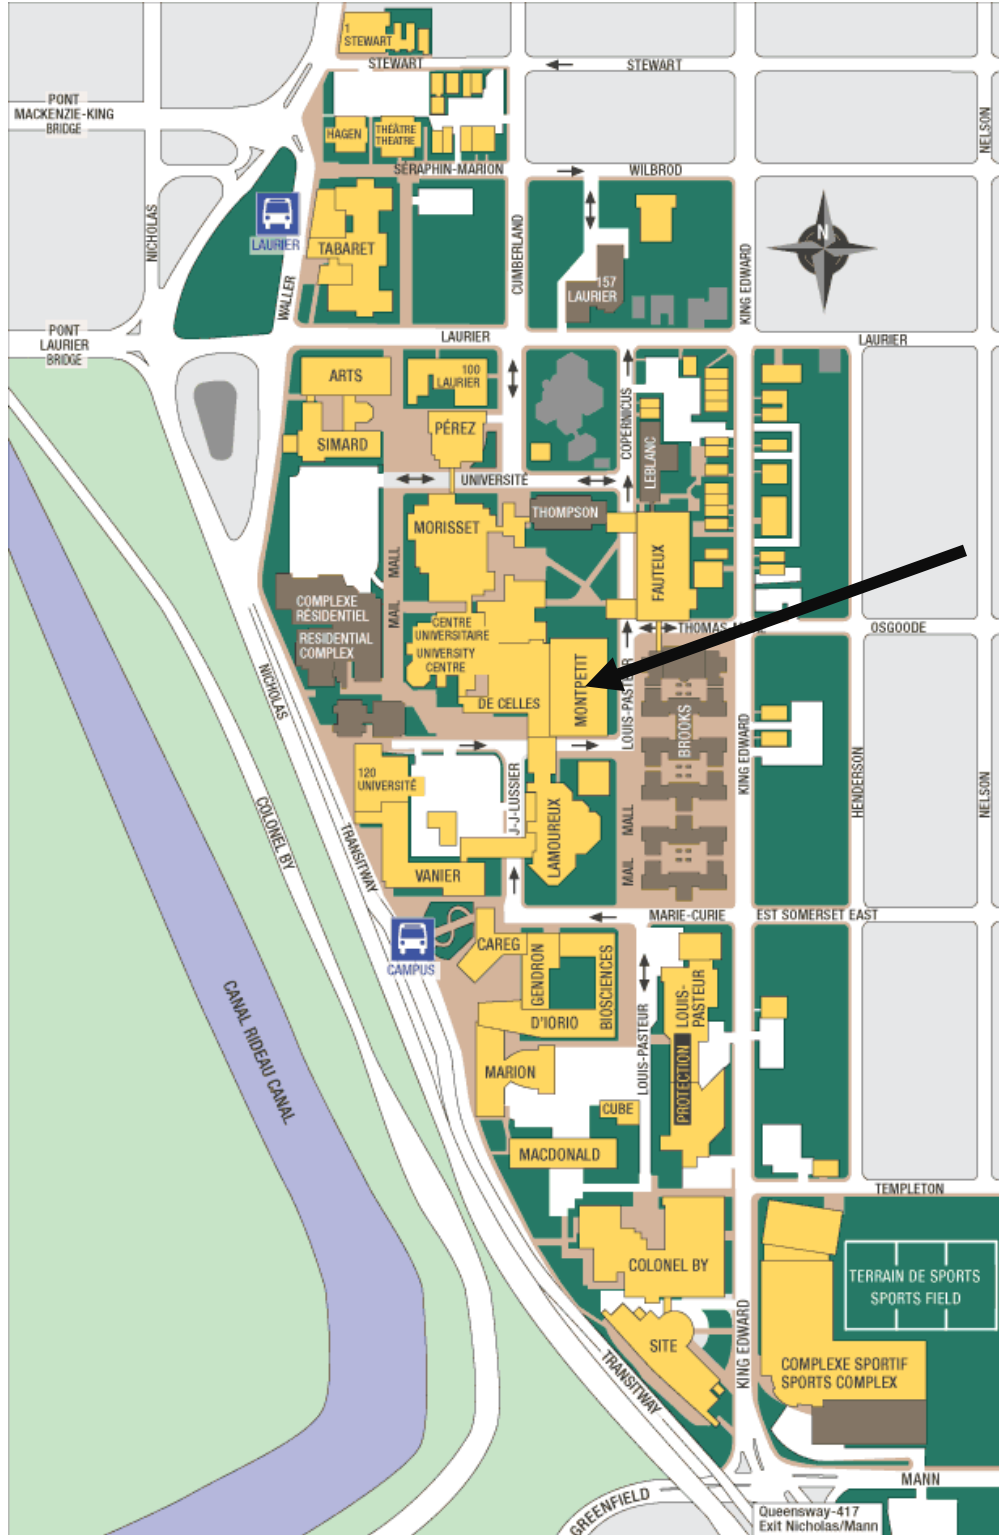 1
STEWART
STEWART
STEWART
PONT
MACKENZIE-KING
BRIDGE
HAGEN
THÉÂTRE
THEATRE
NELSON
SÉRAPHIN-MARION
WILBROD
NICHOLAS
LAURIER
TABARET
CUMBERLAND
N
KING EDWARD
157
LAURIER
WALLER
PONT
LAURIER
BRIDGE
LAURIER
LAURIER
ARTS
100
LAURIER
COPERNICUS
PÉREZ
SIMARD
LEBLANC
UNIVERSITÉ
THOMPSON
MORISSET
FAUTEUX
MALL
MAIL
COMPLEXE
RÉSIDENTIEL
RESIDENTIAL
COMPLEX
CENTRE
UNIVERSITAIRE
UNIVERSITY
CENTRE
OSGOODE
MONTPETIT
DE CELLES
LOUIS-PASTEUR
BROOKS
NICHOLAS
KING EDWARD
120
UNIVERSITÉ
J-J-LUSSIER
HENDERSON
NELSON
COLONEL BY
TRANSITWAY
LAMOUREUX
MALL
MAIL
VANIER
MARIE-CURIE
EST SOMERSET EAST
CAREG
CAMPUS
GENDRON
BIOSCIENCES
D'IORIO
LOUIS-
PASTEUR
LOUIS-PASTEUR
PROTECTION
CANAL RIDEAU CANAL
MARION
CUBE
MACDONALD
TEMPLETON
COLONEL BY
TERRAIN DE SPORTS
SPORTS FIELD
KING EDWARD
SITE
COMPLEXE SPORTIF
SPORTS COMPLEX
TRANSITWAY
MANN
GREENFIELD
Queensway-417
Exit Nicholas/Mann